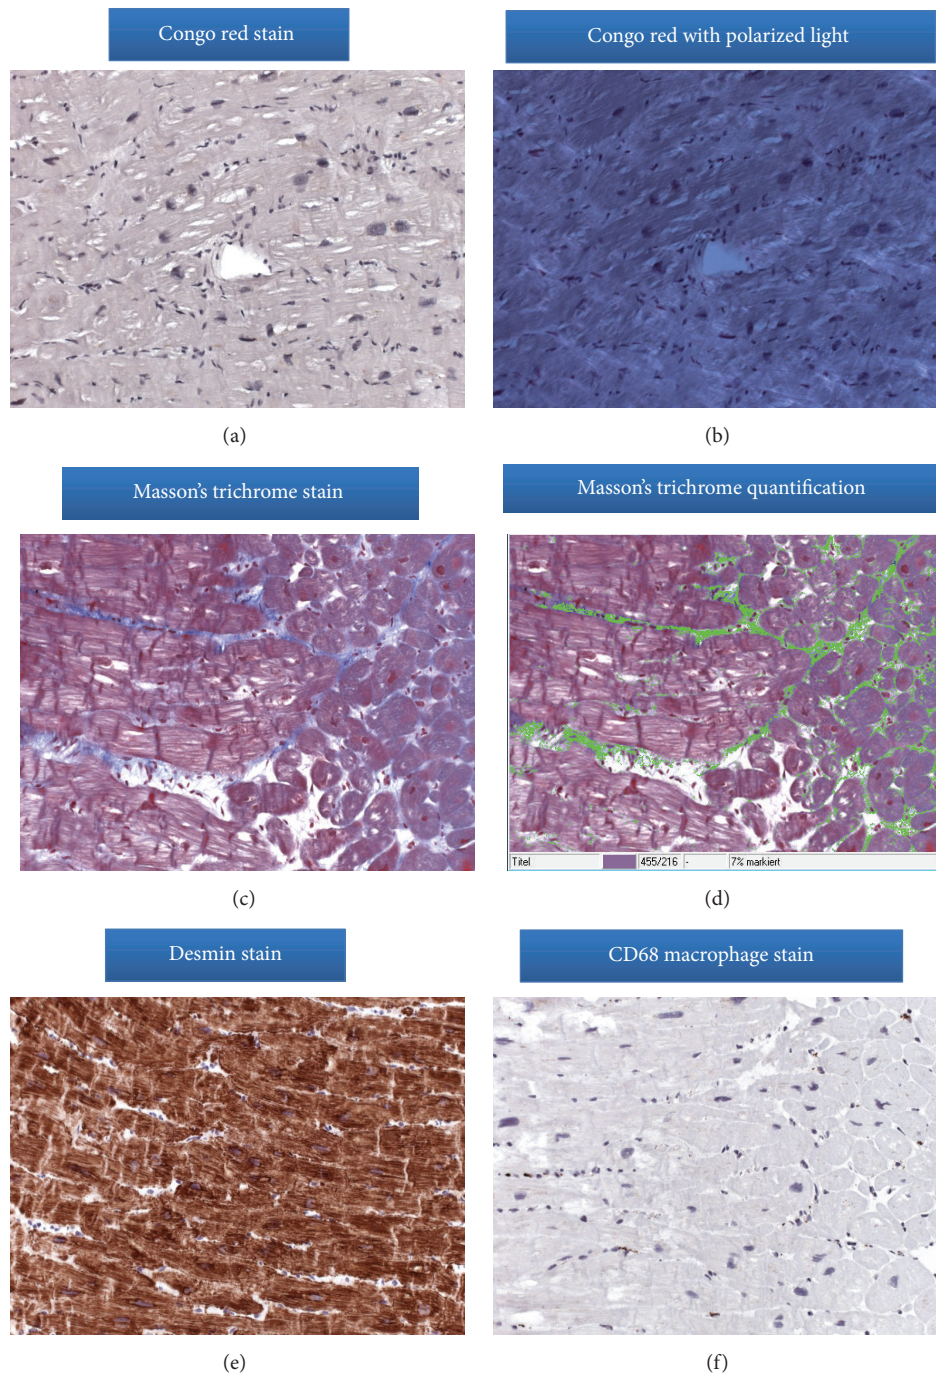 Congo red stain
Congo red with polarized light
(a)
(b)
Masson's trichrome stain
Masson's trichrome quantification
Titel 455/216 - 7% markiert
(c)
(d)
Desmin stain
CD68 macrophage stain
(e)
(f)